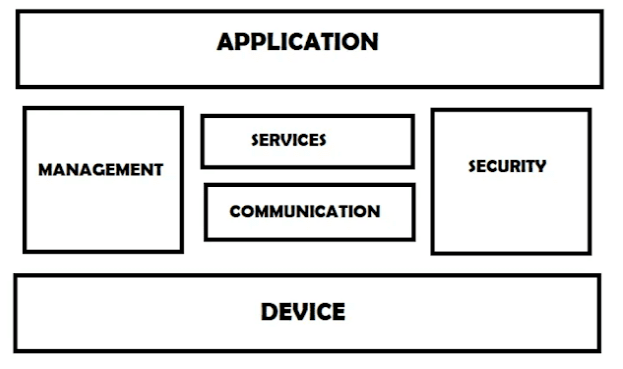 APPLICATION
MANAGEMENT
SERVICES
COMMUNICATION
SECURITY
DEVICE